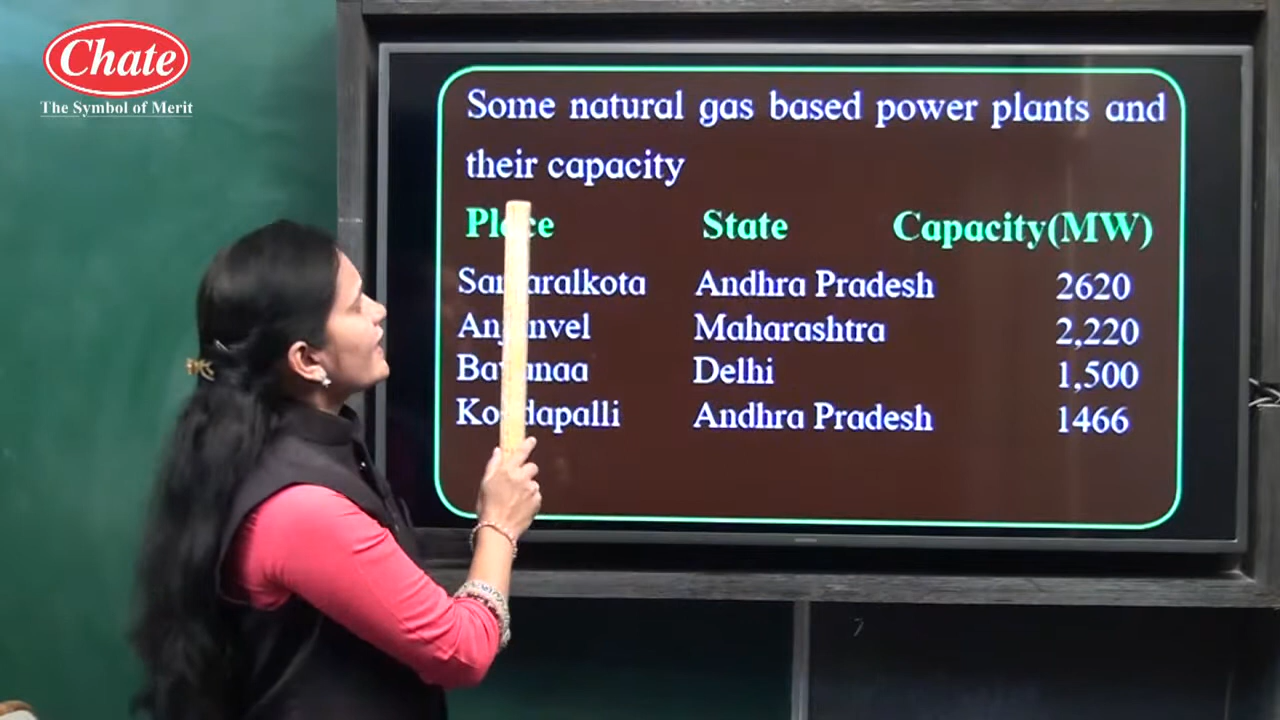 Chate
The Symbol of Merit
Some natural gas based power plants and
their capacity
State Capacity(MW)
Andhra Pradesh 2620
Maharashtra 2,220
Delhi 1,500
Andhra Pradesh 1466